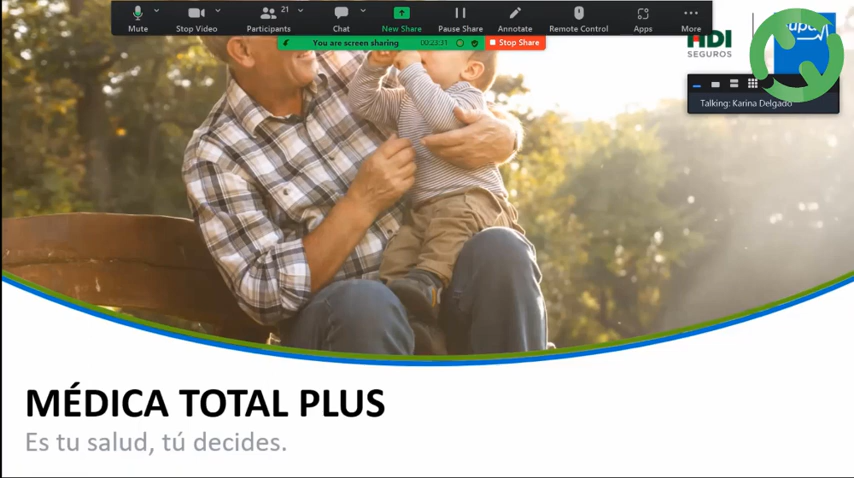 21
Mute
Stop Video
Participants
Chat
New Share
Pause Share
Annotate
Remote Control
Apps
More
You are screen sharing
00:23:31
Stop Share
HDI
SEGUROS
Talking: Karina Delgado
MÉDICA TOTAL PLUS
Es tu salud, tú decides.